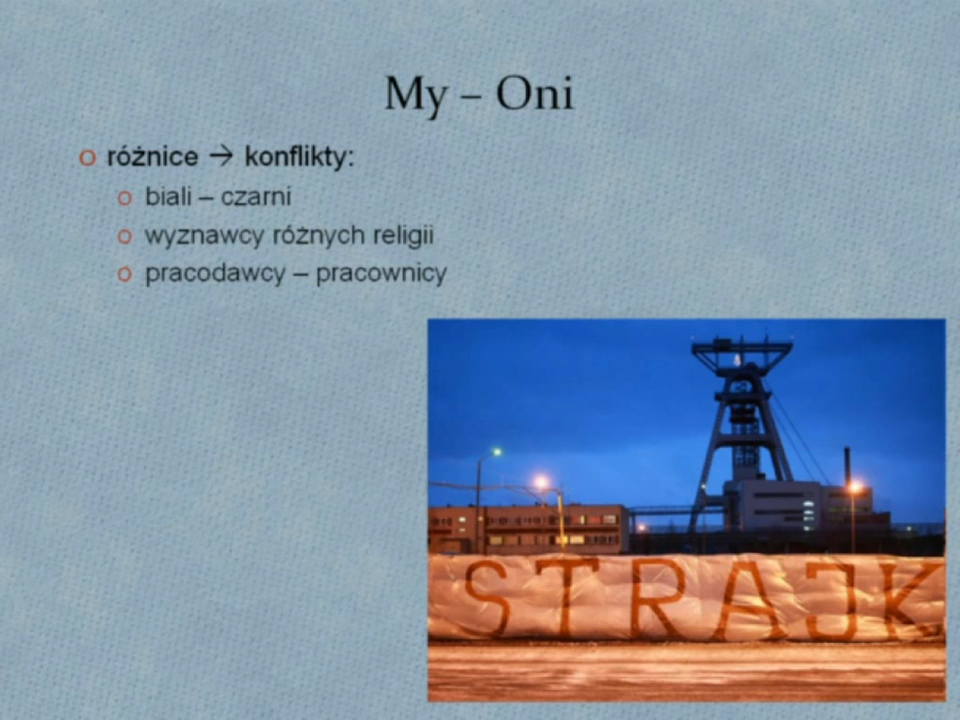 My – Oni
różnice → konflikty:
biali – czarni
wyznawcy różnych religii
pracodawcy – pracownicy
STRAJK